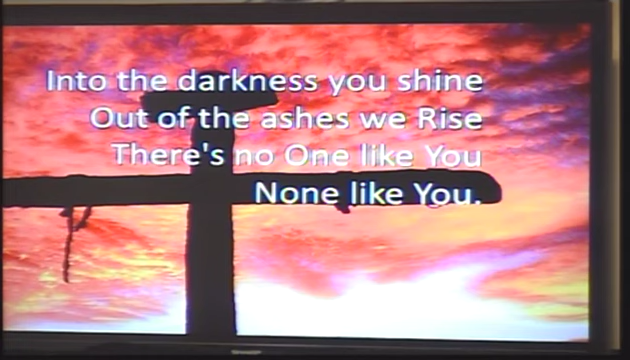 Into the darkness you shine
Out of the ashes we Rise
There's no One like You
None like You.